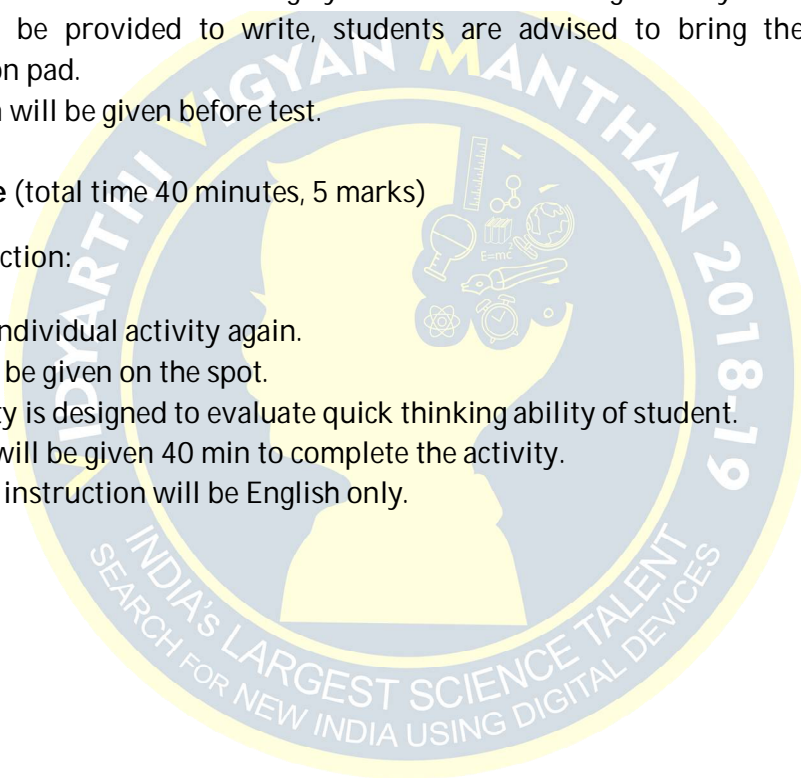 be provided to write, students are advised to bring the
on pad.
will be given before test.
(total time 40 minutes, 5 marks)
ction:
ndividual activity again.
be given on the spot.
ty is designed to evaluate quick thinking ability of student.
will be given 40 min to complete the activity.
instruction will be English only.
VIDYARTHI VIGYAN MANTHAN 2018-19
E=mc²
INDIA's LARGEST SCIENCE TALENT
SEARCH FOR NEW INDIA USING DIGITAL DEVICES